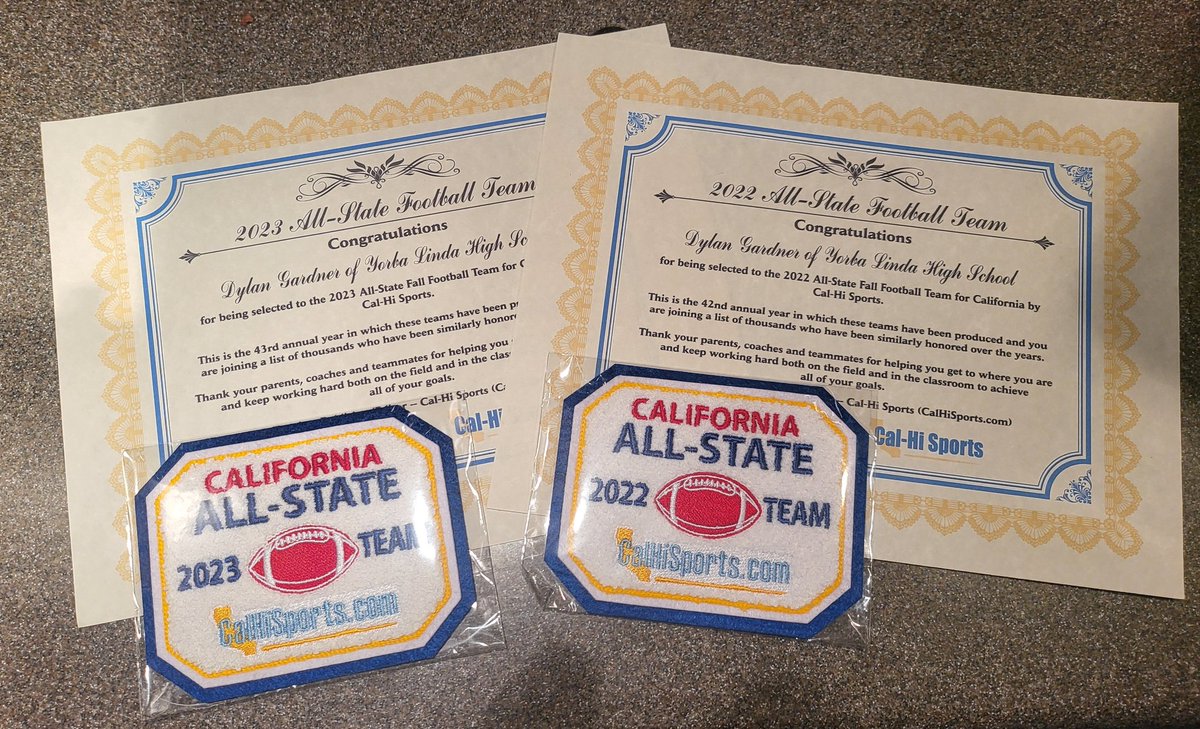 2023 All-State Football Team
Congratulations
Dylan Gardner of Yorba Linda High
for being selected to the 2023 All-State Fall Football Team for
Cal-Hi Sports.
This is the 43rd annual year in which these teams have been
are joining a list of thousands who have been similarly honored
Thank your parents, coaches and teammates for helping you
and keep working hard both on the field and in the classroom
all of your goals.
– Cal-Hi Sports
Cal-Hi
2022 All-State Football Team
Congratulations
Dylan Gardner of Yorba Linda High School
for being selected to the 2022 All-State Fall Football Team for California by
Cal-Hi Sports.
This is the 42nd annual year in which these teams have been produced and you
are joining a list of thousands who have been similarly honored over the years.
Thank your parents, coaches and teammates for helping you get to where you are
and keep working hard both on the field and in the classroom to achieve
all of your goals.
– Cal-Hi Sports (CalHiSports.com)
Cal-Hi Sports
CALIFORNIA
ALL-STATE
2023 TEAM
CalHiSports.com
CALIFORNIA
ALL-STATE
2022 TEAM
CalHiSports.com